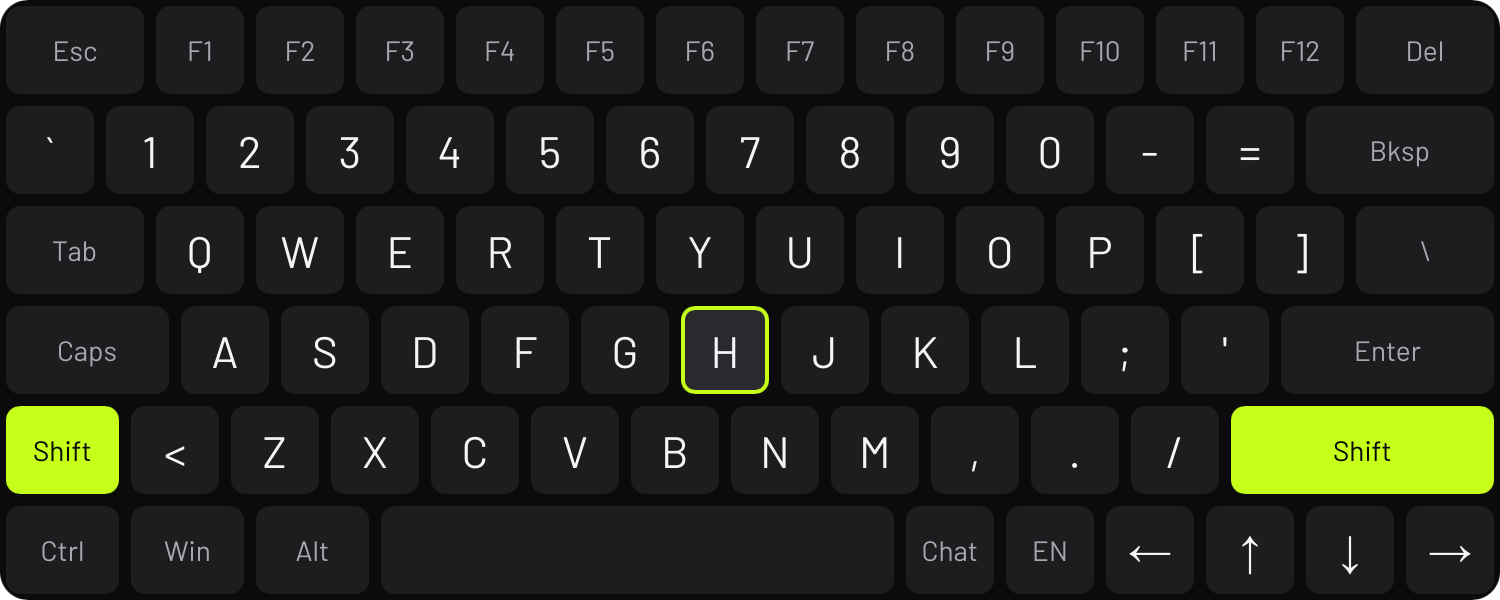 Esc F1 F2 F3 F4 F5 F6 F7 F8 F9 F10 F11 F12 Del
` 1 2 3 4 5 6 7 8 9 0 - = Bksp
Tab Q W E R T Y U I O P [ ] \
Caps A S D F G H J K L ; ' Enter
Shift < Z X C V B N M , . / Shift
Ctrl Win Alt Chat EN ← ↑ ↓ →